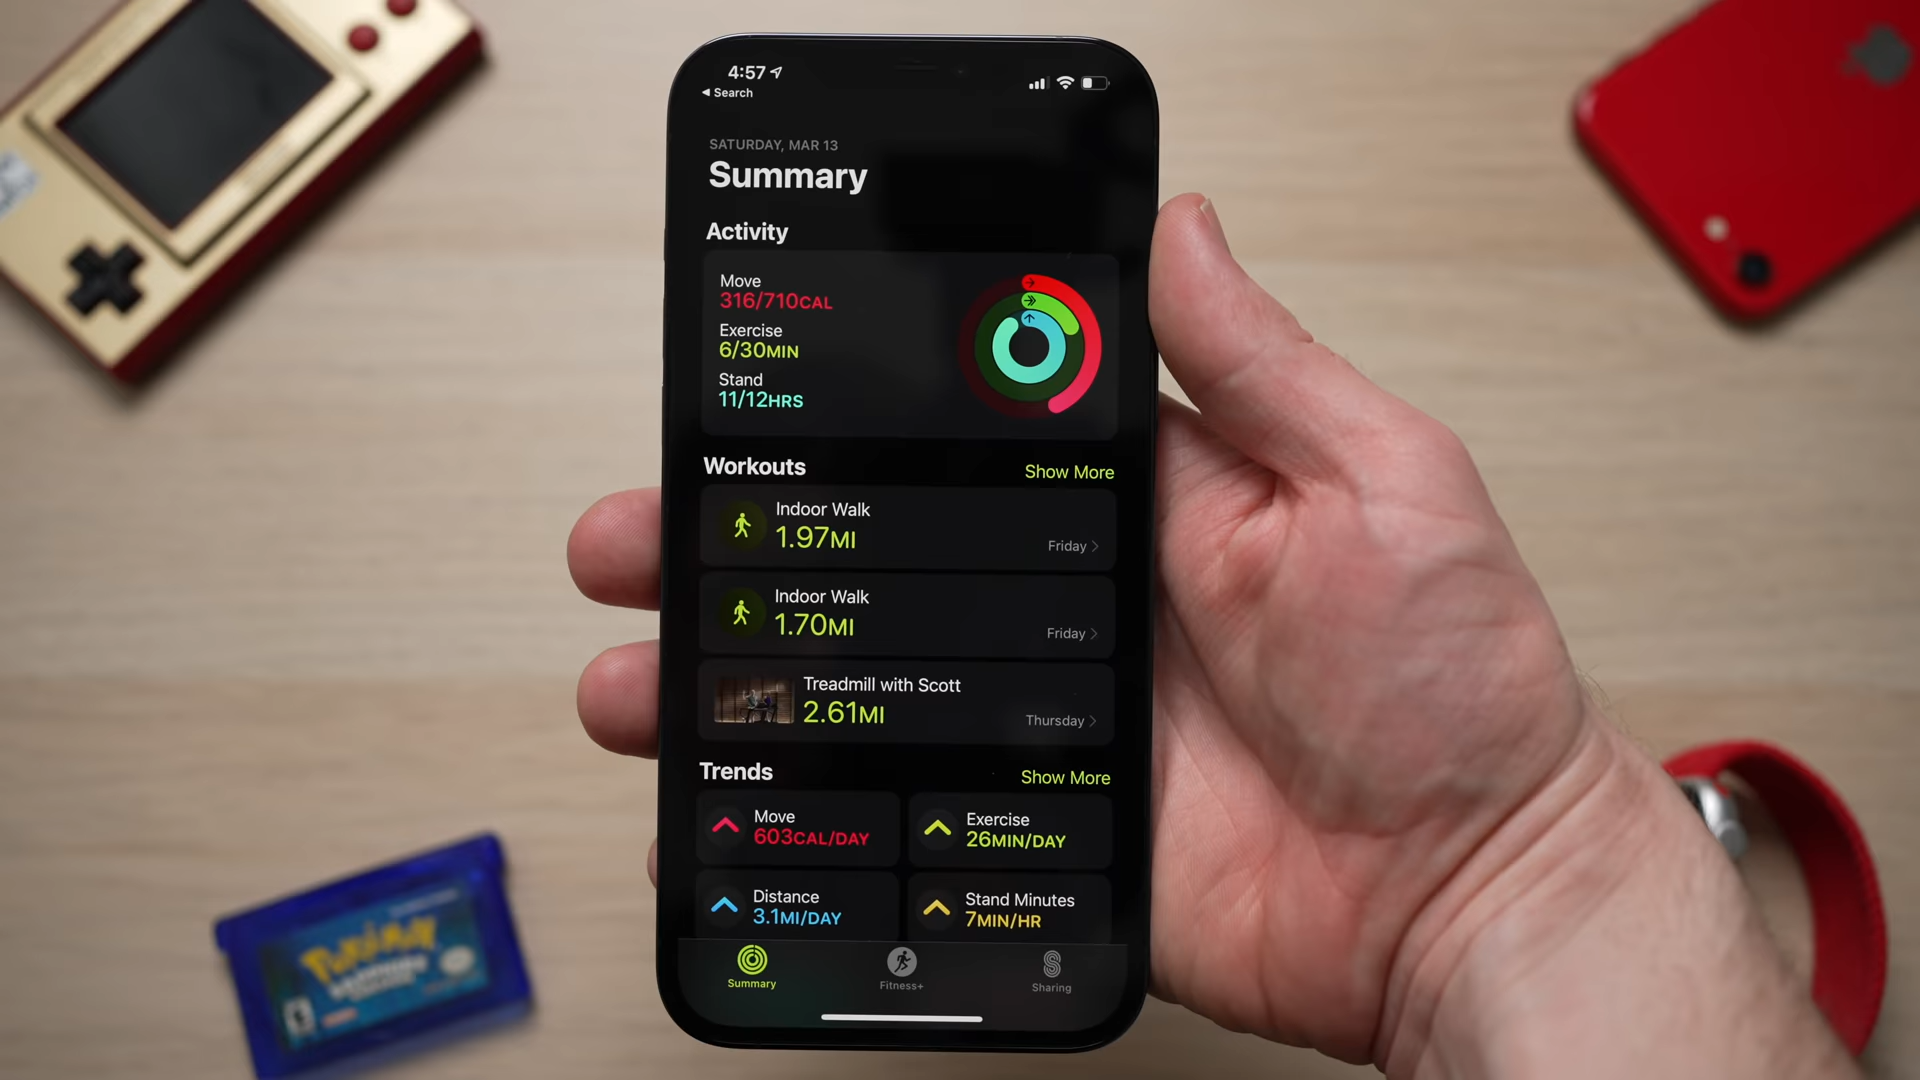 4:57
Search
SATURDAY, MAR 13
Summary
Activity
Move
316/710CAL
Exercise
6/30MIN
Stand
11/12HRS
Workouts
Show More
Indoor Walk
1.97MI
Friday
Indoor Walk
1.70MI
Friday
Treadmill with Scott
2.61MI
Thursday
Trends
Show More
Move
603CAL/DAY
Exercise
26MIN/DAY
Distance
3.1MI/DAY
Stand Minutes
7MIN/HR
Summary
Fitness+
Sharing
Pokémon
SAPPHIRE
E